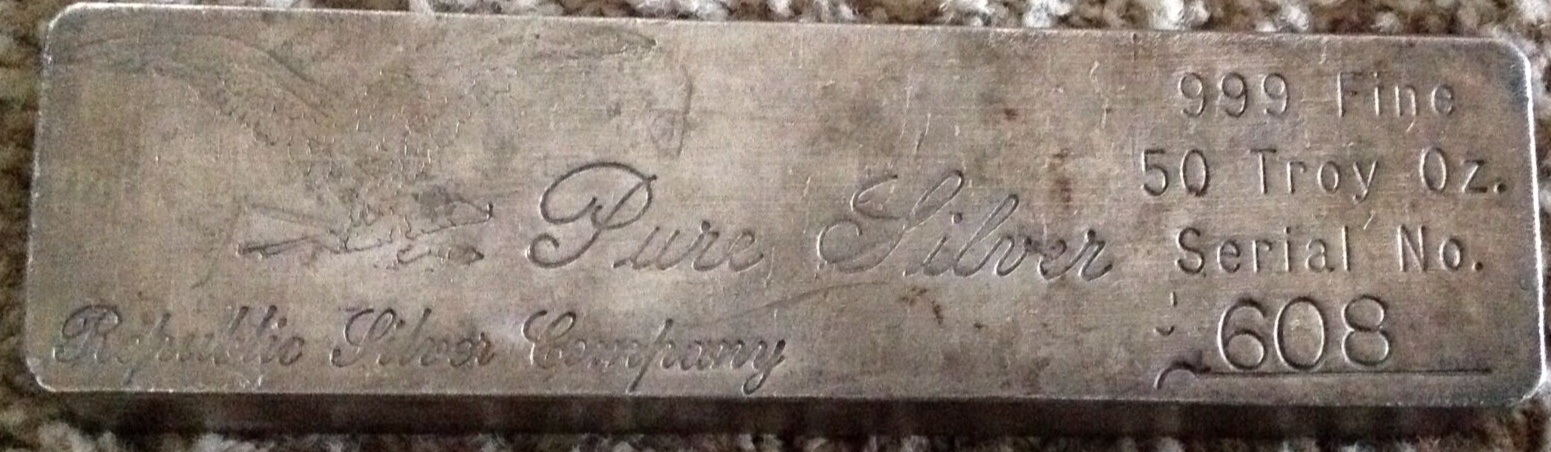 999 Fine
50 Troy Oz.
Pure Silver
Serial No.
608
Republic Silver Company